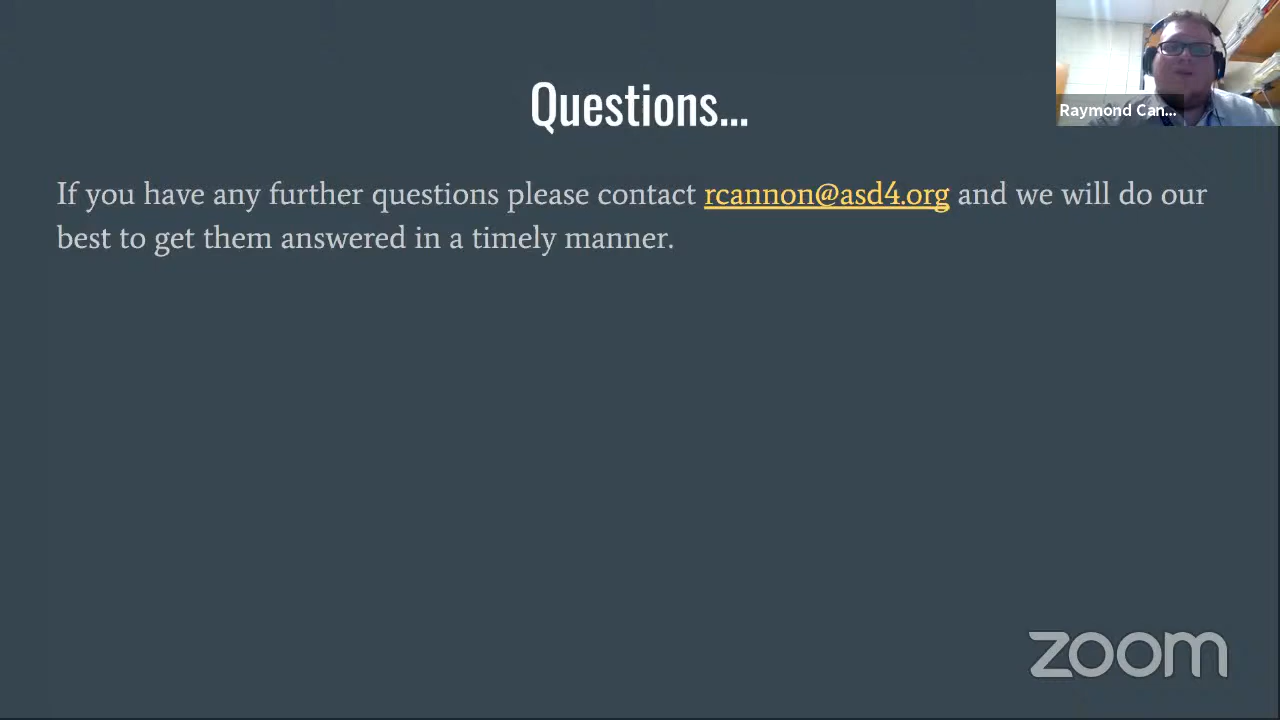 Questions...
Raymond Can...
If you have any further questions please contact rcannon@asd4.org and we will do our
best to get them answered in a timely manner.
zoom